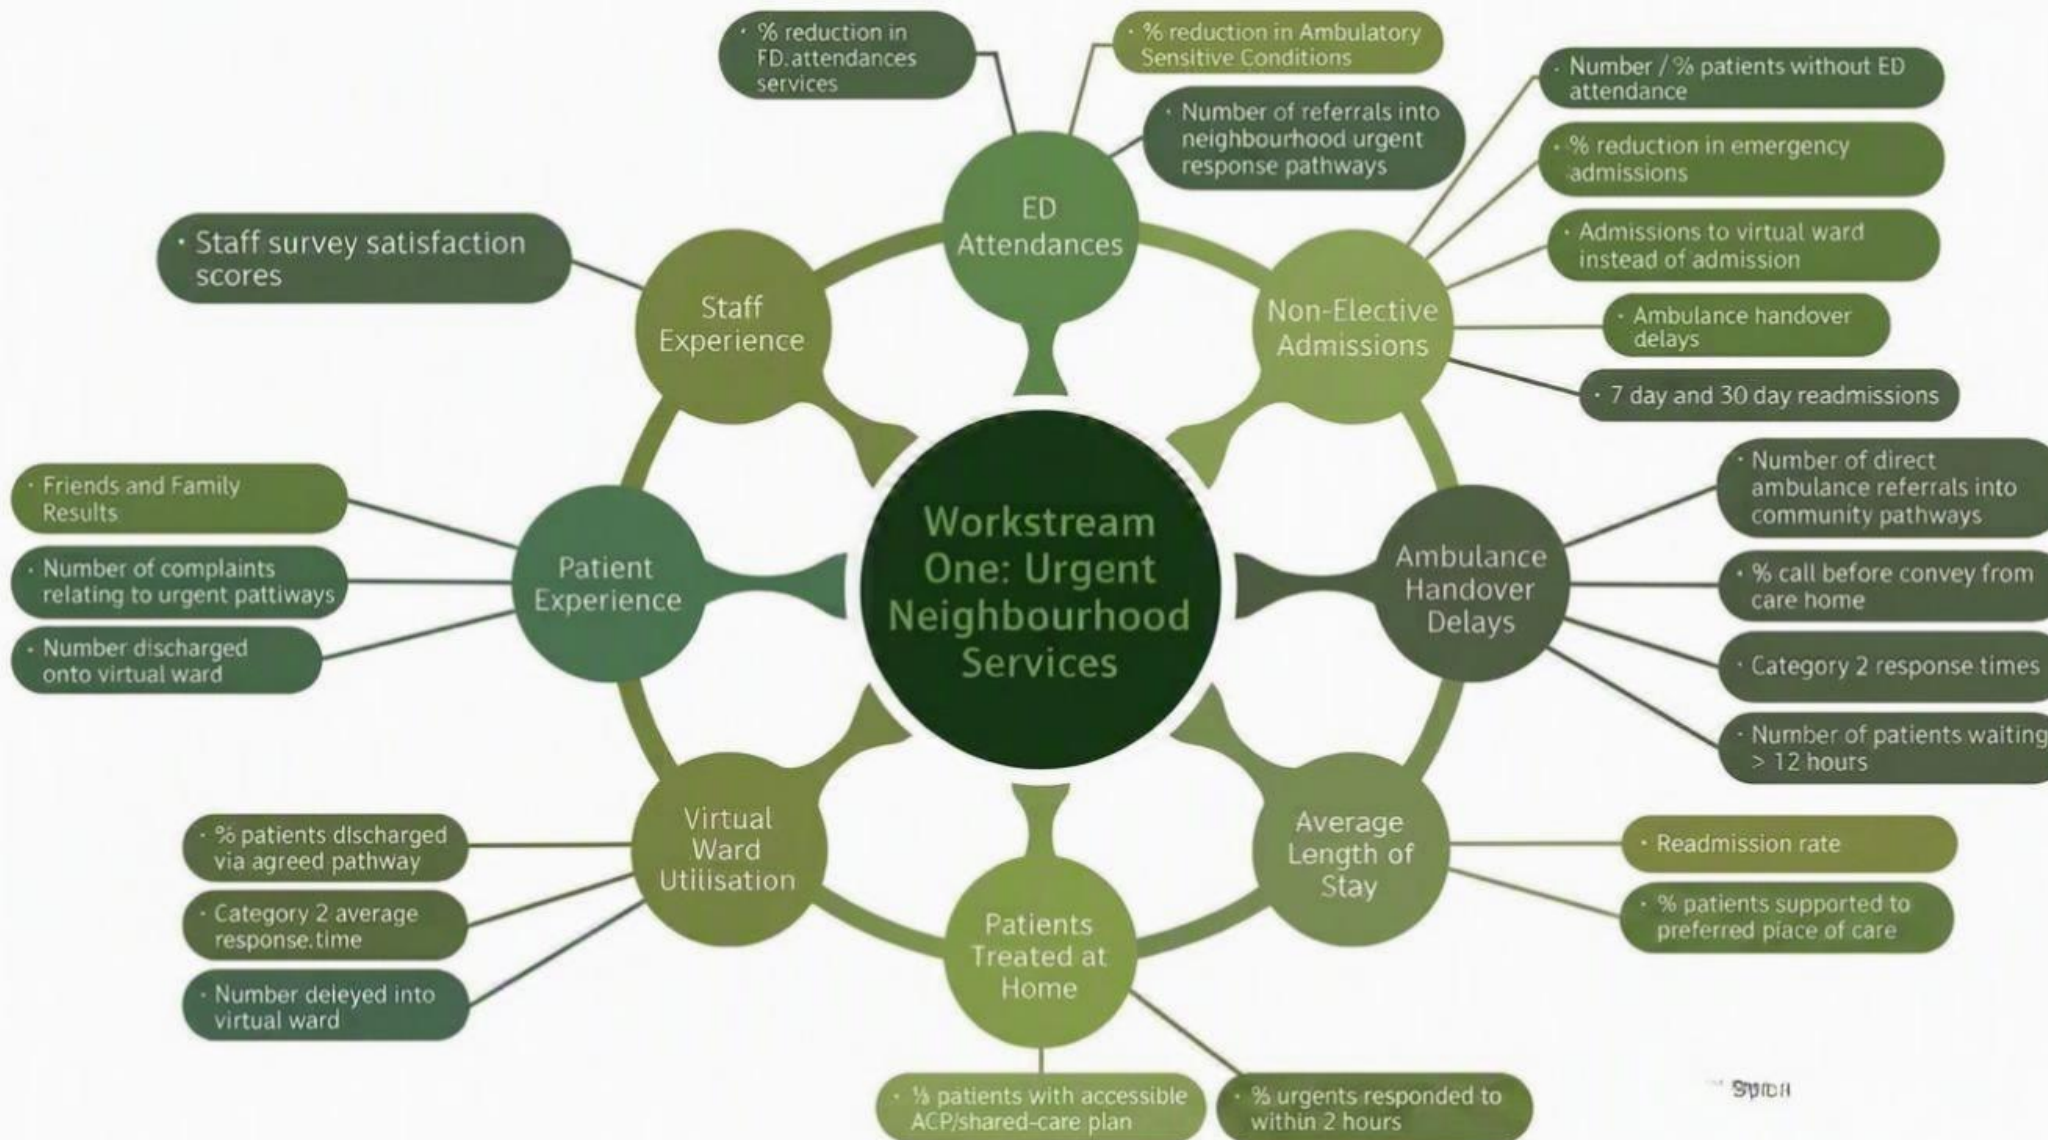 · % reduction in
FD.attendances
services
· % reduction in Ambulatory
Sensitive Conditions
· Number of referrals into
neighbourhood urgent
response pathways
ED
Attendances
· Number / % patients without ED
attendance
· % reduction in emergency
admissions
· Admissions to virtual ward
instead of admission
· Ambulance handover
delays
· 7 day and 30 day readmissions
Non-Elective
Admissions
· Staff survey satisfaction
scores
Staff
Experience
· Friends and Family
Results
· Number of complaints
relating to urgent pattiways
· Number discharged
onto virtual ward
Patient
Experience
Workstream
One: Urgent
Neighbourhood
Services
Ambulance
Handover
Delays
· Number of direct
ambulance referrals into
community pathways
· % call before convey from
care home
· Category 2 response times
· Number of patients waiting
> 12 hours
· % patients discharged
via agreed pathway
· Category 2 average
response.time
· Number deleyed into
virtual ward
Virtual
Ward
Utilisation
Patients
Treated at
Home
Average
Length of
Stay
· Readmission rate
· % patients supported to
preferred piace of care
· ⅓ patients with accessible
ACP/shared-care plan
· % urgents responded to
within 2 hours